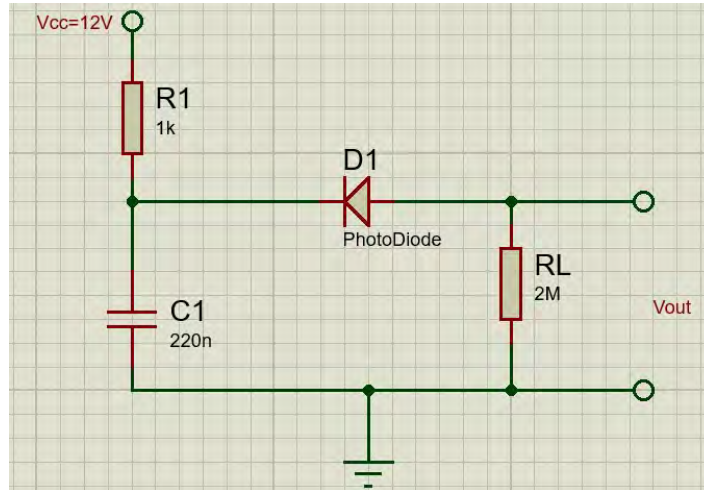 Vcc=12V
R1
1k
D1
PhotoDiode
RL
2M
Vout
C1
220n